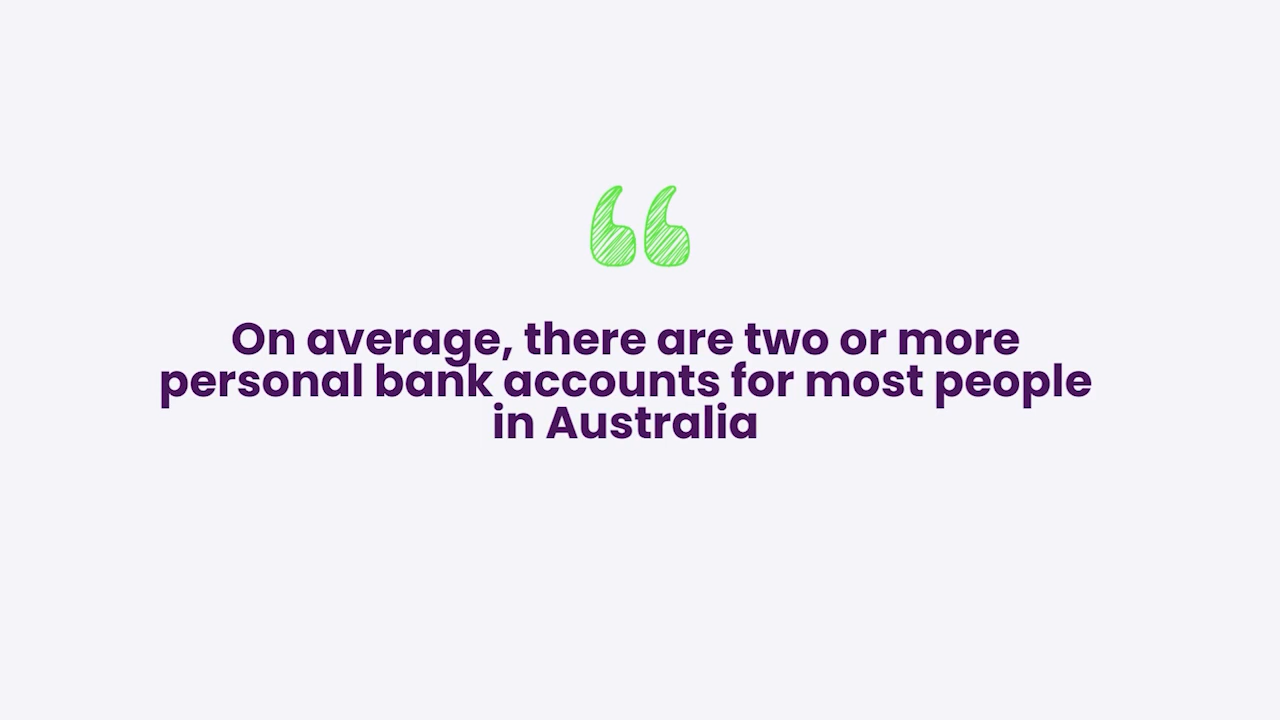 On average, there are two or more
personal bank accounts for most people
in Australia